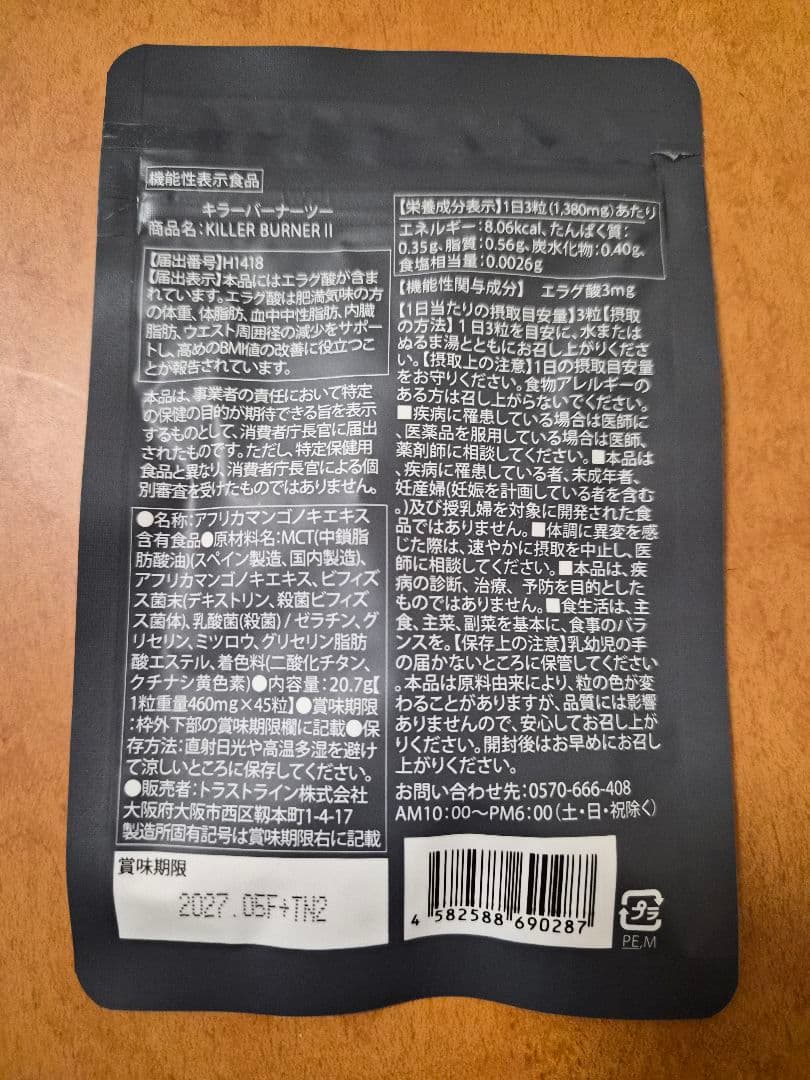 機能性表示食品
キラーバーナーツー
商品名:KILLER BURNER II
【届出番号】H1418
【届出表示】本品にはエラグ酸が含ま
れています。エラグ酸は肥満気味の方
の体重、体脂肪、血中中性脂肪、内臓
脂肪、ウエスト周囲径の減少をサポー
トし、高めのBMI値の改善に役立つこ
とが報告されています。
本品は、事業者の責任において特定
の保健の目的が期待できる旨を表示
するものとして、消費者庁長官に届出
されたものです。ただし、特定保健用
食品と異なり、消費者庁長官による個
別審査を受けたものではありません。
●名称:アフリカマンゴノキエキス
含有食品●原材料名:MCT(中鎖脂
肪酸油)(スペイン製造、国内製造)、
アフリカマンゴノキエキス、ビフィズ
ス菌末(デキストリン、殺菌ビフィズ
ス菌体)、乳酸菌(殺菌) / ゼラチン、グ
リセリン、ミツロウ、グリセリン脂肪
酸エステル、着色料(二酸化チタン、
クチナシ黄色素)●内容量:20.7g【
1粒重量460mg×45粒】●賞味期限
:枠外下部の賞味期限欄に記載●保
存方法:直射日光や高温多湿を避け
て涼しいところに保存してください。
●販売者:トラストライン株式会社
大阪府大阪市西区靱本町1-4-17
製造所固有記号は賞味期限右に記載
賞味期限
2027.05F+TN2
【栄養成分表示】1日3粒(1,380mg)あたり
エネルギー:8.06kcal、たんぱく質:
0.35g、脂質:0.56g、炭水化物:0.40g、
食塩相当量:0.0026g
【機能性関与成分】 エラグ酸3mg
【1日当たりの摂取目安量】3粒【摂取
の方法】1日3粒を目安に、水または
ぬるま湯とともにお召し上がりくださ
い。【摂取上の注意】1日の摂取目安量
をお守りください。食物アレルギーの
ある方は召し上がらないでください。
■疾病に罹患している場合は医師に
、医薬品を服用している場合は医師、
薬剤師に相談してください。■本品は
、疾病に罹患している者、未成年者、
妊産婦(妊娠を計画している者を含む
。)及び授乳婦を対象に開発された食
品ではありません。■体調に異変を感
じた際は、速やかに摂取を中止し、医
師に相談してください。■本品は、疾
病の診断、治療、予防を目的とした
ものではありません。■食生活は、主
食、主菜、副菜を基本に、食事のバラ
ンスを。【保存上の注意】乳幼児の手
の届かないところに保管してください
。本品は原料由来により、粒の色が変
わることがありますが、品質には影響
ありませんので、安心してお召し上が
りください。開封後はお早めにお召し
上がりください。
お問い合わせ先:0570-666-408
AM10:00〜PM6:00(土・日・祝除く)
4 582588 690287
プラ
PE,M